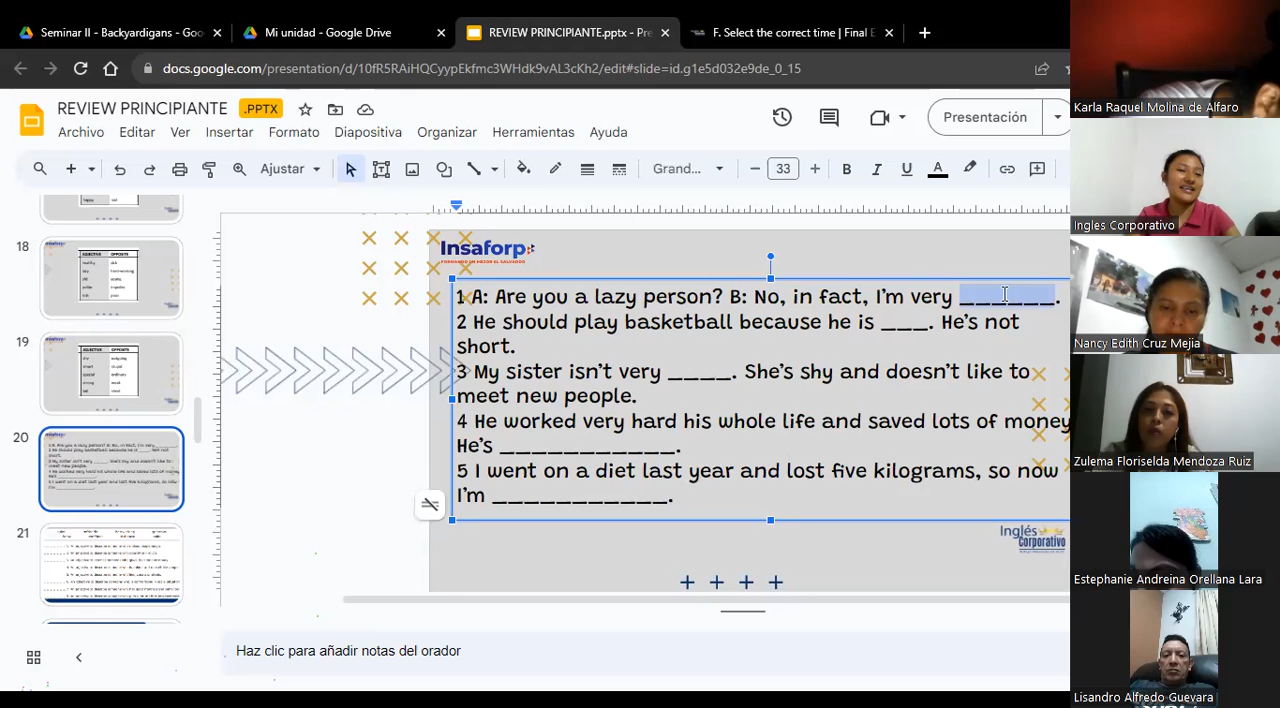 Seminar II - Backyardigans - Goo
Mi unidad - Google Drive
REVIEW PRINCIPIANTE.pptx - Pre
F. Select the correct time | Final E
docs.google.com/presentation/d/10fR5RAiHQCyypEkfmc3WHdk9vAL3cKh2/edit#slide=id.g1e5d032e9de_0_15
REVIEW PRINCIPIANTE .PPTX
Archivo Editar Ver Insertar Formato Diapositiva Organizar Herramientas Ayuda
Presentación
Ajustar
Grand...
33
B I U A
18
19
20
21
Insaforp
1 A: Are you a lazy person? B: No, in fact, I'm very ______.
2 He should play basketball because he is ___. He's not
short.
3 My sister isn't very ____. She's shy and doesn't like to
meet new people.
4 He worked very hard his whole life and saved lots of money
He's ___________.
5 I went on a diet last year and lost five kilograms, so now
I'm ___________.
Inglés
Corporativo
Haz clic para añadir notas del orador
Karla Raquel Molina de Alfaro
Ingles Corporativo
Nancy Edith Cruz Mejia
Zulema Floriselda Mendoza Ruiz
Estephanie Andreina Orellana Lara
Lisandro Alfredo Guevara